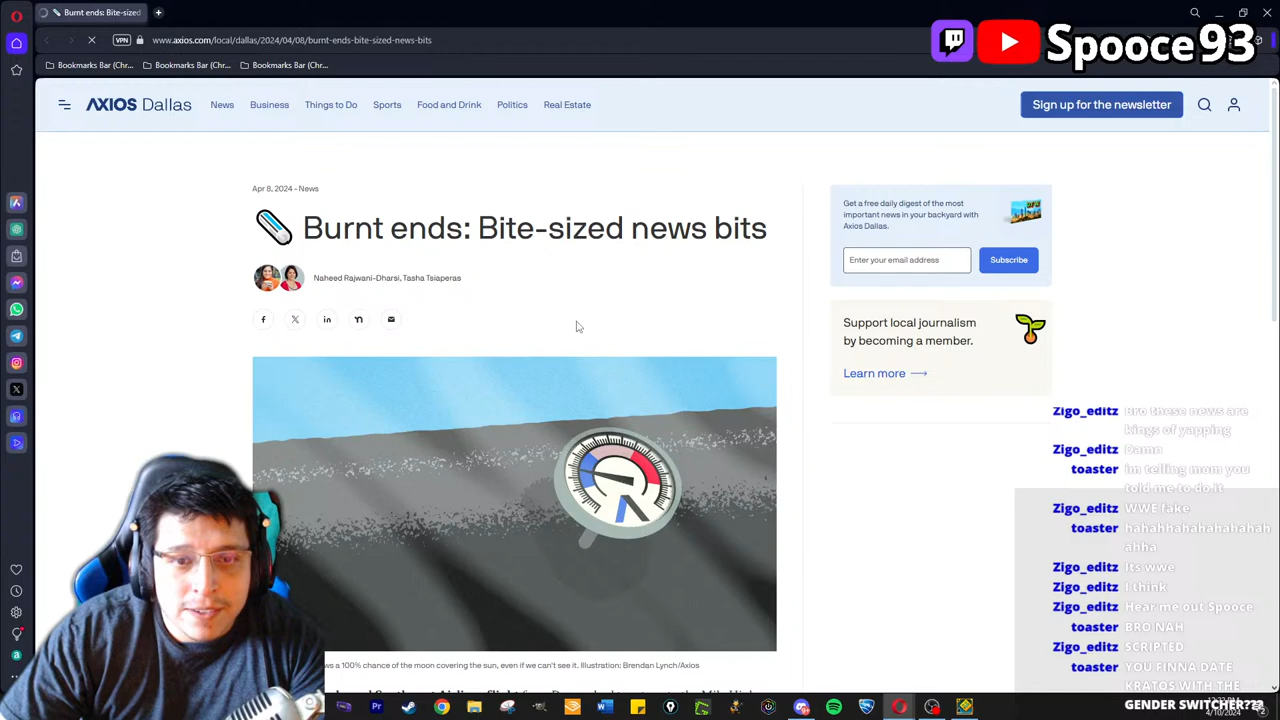 Burnt ends: Bite-sized
VPN
www.axios.com/local/dallas/2024/04/08/burnt-ends-bite-sized-news-bits
Bookmarks Bar (Chr...
Bookmarks Bar (Chr...
Bookmarks Bar (Chr...
Spooce93
AXIOS Dallas
News
Business
Things to Do
Sports
Food and Drink
Politics
Real Estate
Sign up for the newsletter
Apr 8, 2024 - News
Burnt ends: Bite-sized news bits
Naheed Rajwani-Dharsi, Tasha Tsiaperas
Get a free daily digest of the most
important news in your backyard with
Axios Dallas.
Enter your email address
Subscribe
Support local journalism
by becoming a member.
Learn more
Zigo_editz Bro these news are
kings of yapping
Zigo_editz Damn
toaster im telling mom you
told me to do it
Zigo_editz WWE fake
toaster hahahhahahahahah
ahha
Zigo_editz Its wwe
Zigo_editz I think
Zigo_editz Hear me out Spooce
toaster BRO NAH
Zigo_editz SCRIPTED
toaster YOU FINNA DATE
KRATOS WITH THE
GENDER SWITCHER???
ws a 100% chance of the moon covering the sun, even if we can't see it. Illustration: Brendan Lynch/Axios
4/10/2024